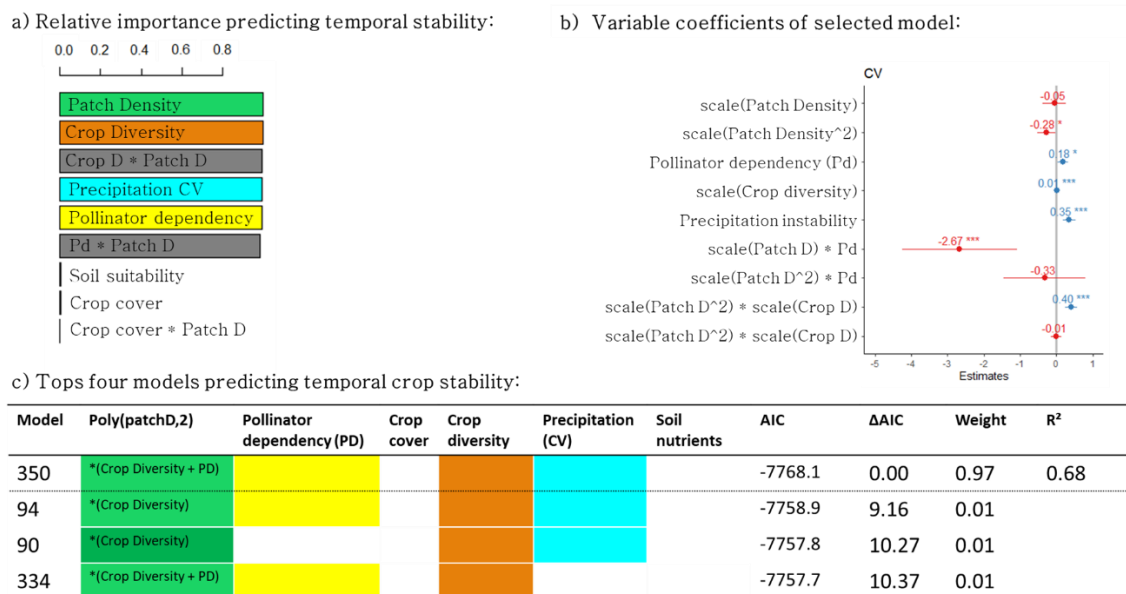 a) Relative importance predicting temporal stability:
0.0 0.2 0.4 0.6 0.8
Patch Density
Crop Diversity
Crop D * Patch D
Precipitation CV
Pollinator dependency
Pd * Patch D
Soil suitability
Crop cover
Crop cover * Patch D
b) Variable coefficients of selected model:
CV
scale(Patch Density) -0.05
scale(Patch Density^2) -0.28 *
Pollinator dependency (Pd) 0.18 *
scale(Crop diversity) 0.01 ***
Precipitation instability 0.35 ***
scale(Patch D) * Pd -2.67 ***
scale(Patch D^2) * Pd -0.33
scale(Patch D^2) * scale(Crop D) 0.40 ***
scale(Patch D^2) * scale(Crop D) -0.01
-5 -4 -3 -2 -1 0 1
Estimates
c) Tops four models predicting temporal crop stability:
Model Poly(patchD,2) Pollinator dependency (PD) Crop cover Crop diversity Precipitation (CV) Soil nutrients AIC ΔAIC Weight R²
350 *(Crop Diversity + PD) -7768.1 0.00 0.97 0.68
94 *(Crop Diversity) -7758.9 9.16 0.01
90 *(Crop Diversity) -7757.8 10.27 0.01
334 *(Crop Diversity + PD) -7757.7 10.37 0.01